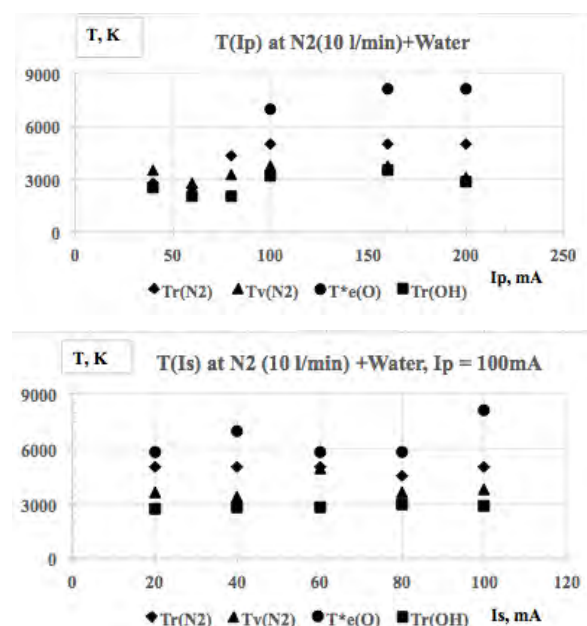 T, K
T(Ip) at N2(10 l/min)+Water
9000
6000
3000
0
0 50 100 150 200 250
◆Tr(N2) ▲Tv(N2) ●T*e(O) ■Tr(OH) Ip, mA
T, K
T(Is) at N2 (10 l/min) +Water, Ip = 100mA
9000
6000
3000
0
0 20 40 60 80 100 120
◆Tr(N2) ▲Tv(N2) ●T*e(O) ■Tr(OH) Is, mA